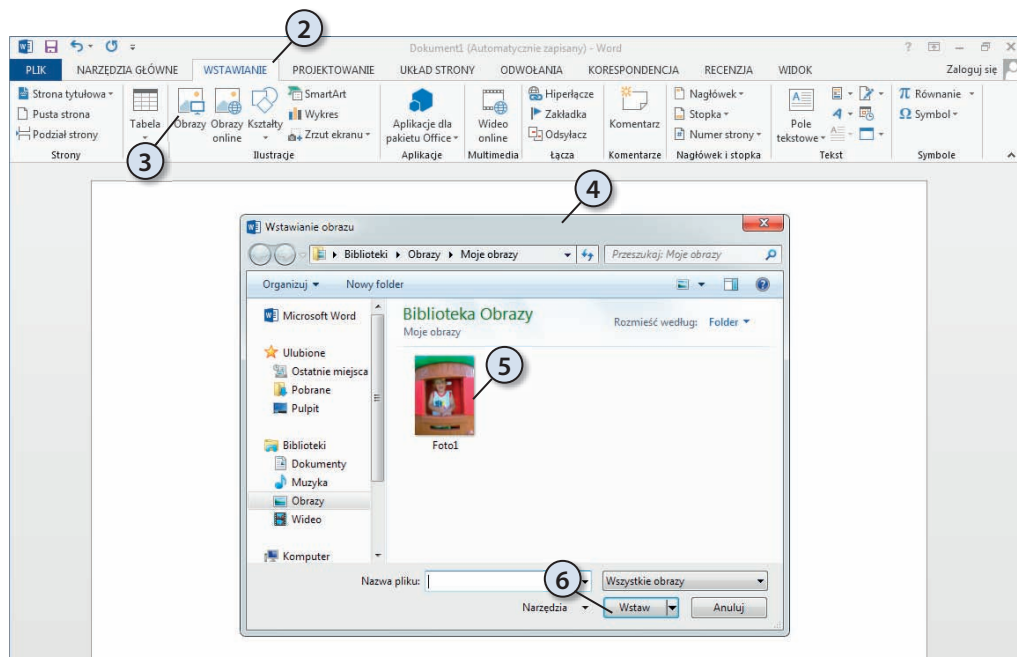 2
Dokument1 (Automatycznie zapisany) - Word
PLIK NARZĘDZIA GŁÓWNE WSTAWIANIE PROJEKTOWANIE UKŁAD STRONY ODWOŁANIA KORESPONDENCJA RECENZJA WIDOK Zaloguj się
Strona tytułowa
Pusta strona
Podział strony
Strony
Tabela
Obrazy
Obrazy online
Kształty
SmartArt
Wykres
Zrzut ekranu
Ilustracje
3
Aplikacje dla pakietu Office
Aplikacje
Wideo online
Multimedia
Hiperłącze
Zakładka
Odsyłacz
Łącza
Komentarz
Komentarze
Nagłówek
Stopka
Numer strony
Nagłówek i stopka
Pole tekstowe
Tekst
Równanie
Symbol
Symbole
4
Wstawianie obrazu
Biblioteki Obrazy Moje obrazy
Przeszukaj: Moje obrazy
Organizuj Nowy folder
Microsoft Word
Ulubione
Ostatnie miejsca
Pobrane
Pulpit
Biblioteki
Dokumenty
Muzyka
Obrazy
Wideo
Komputer
Biblioteka Obrazy
Moje obrazy
Rozmieść według: Folder
5
Foto1
Nazwa pliku:
Wszystkie obrazy
6
Narzędzia Wstaw Anuluj